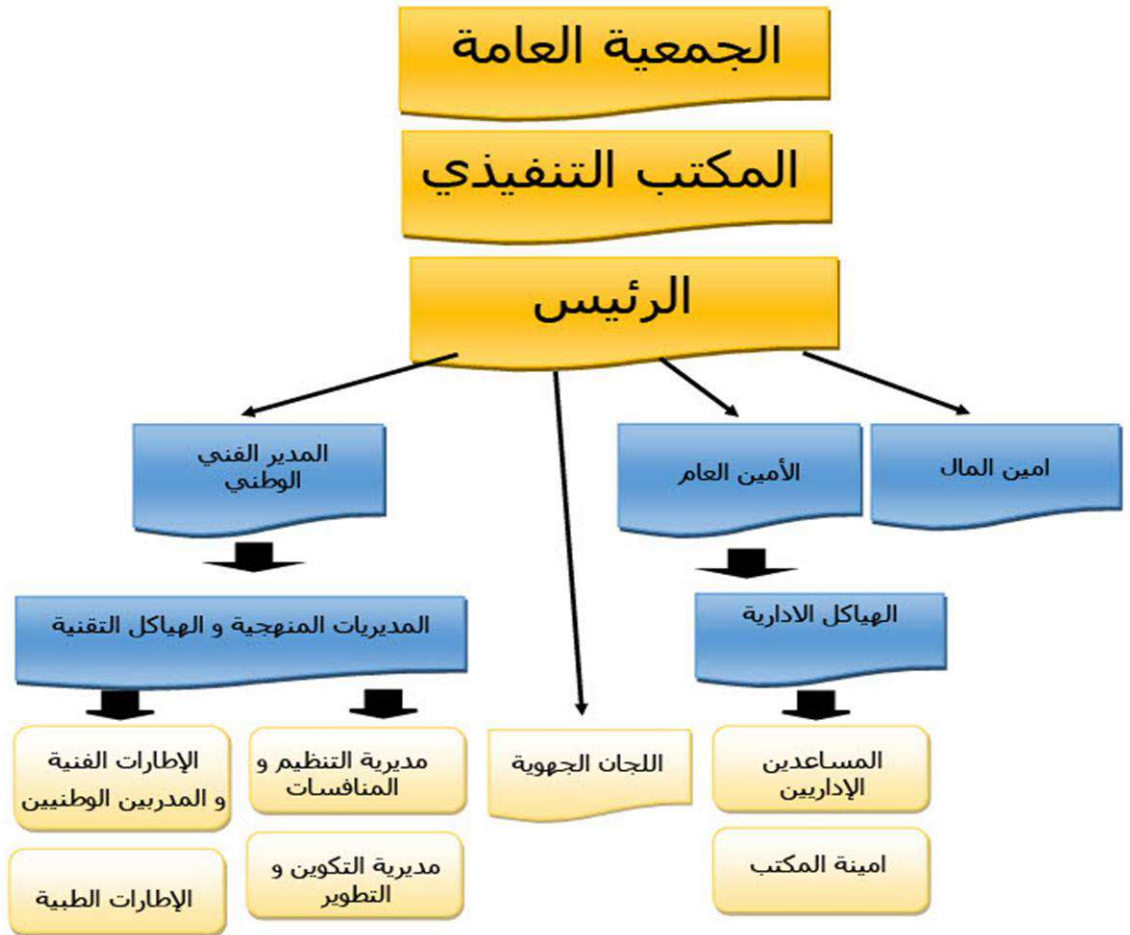 الجمعية العامة
المكتب التنفيذي
الرئيس
امين المال
الأمين العام
المدير الفني
الوطني
الهياكل الادارية
المديريات المنهجية و الهياكل التقنية
المساعدين
الإداريين
اللجان الجهوية
مديرية التنظيم و
المنافسات
الإطارات الفنية
و المدربين الوطنيين
امينة المكتب
مديرية التكوين و
التطوير
الإطارات الطبية